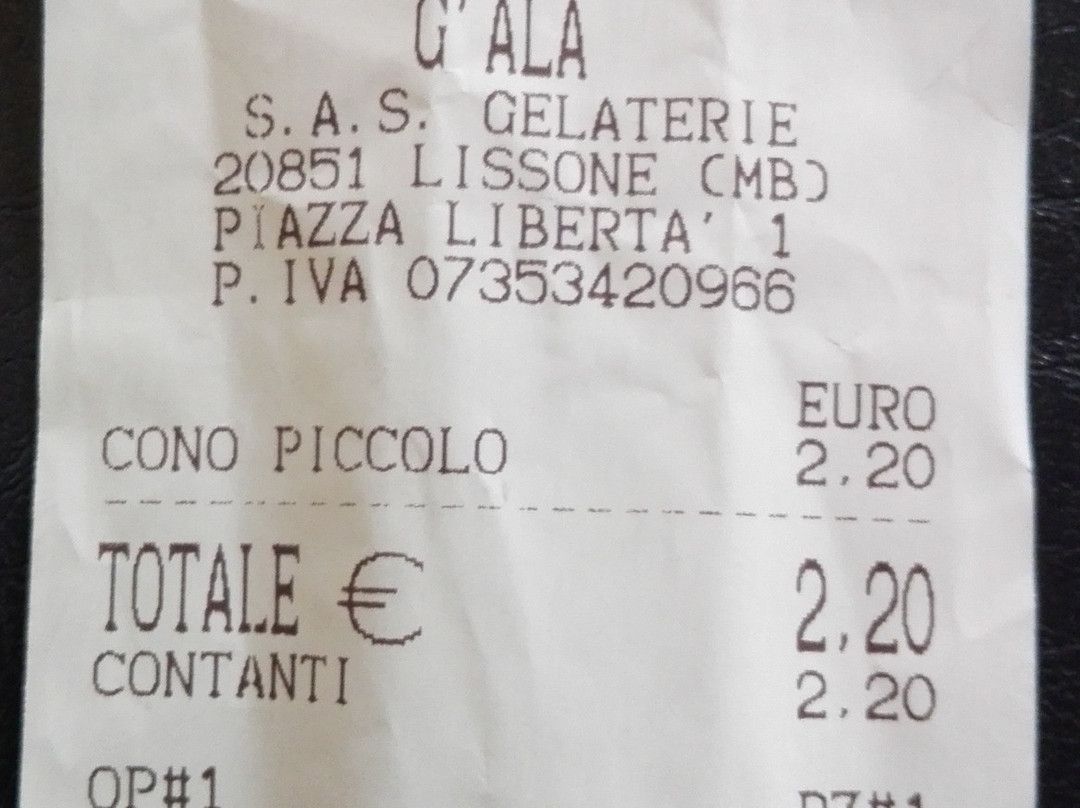 G'ALA
S.A.S. GELATERIE
20851 LISSONE (MB)
PIAZZA LIBERTA' 1
P.IVA 07353420966
EURO
CONO PICCOLO 2,20
TOTALE € 2,20
CONTANTI 2,20
OP#1